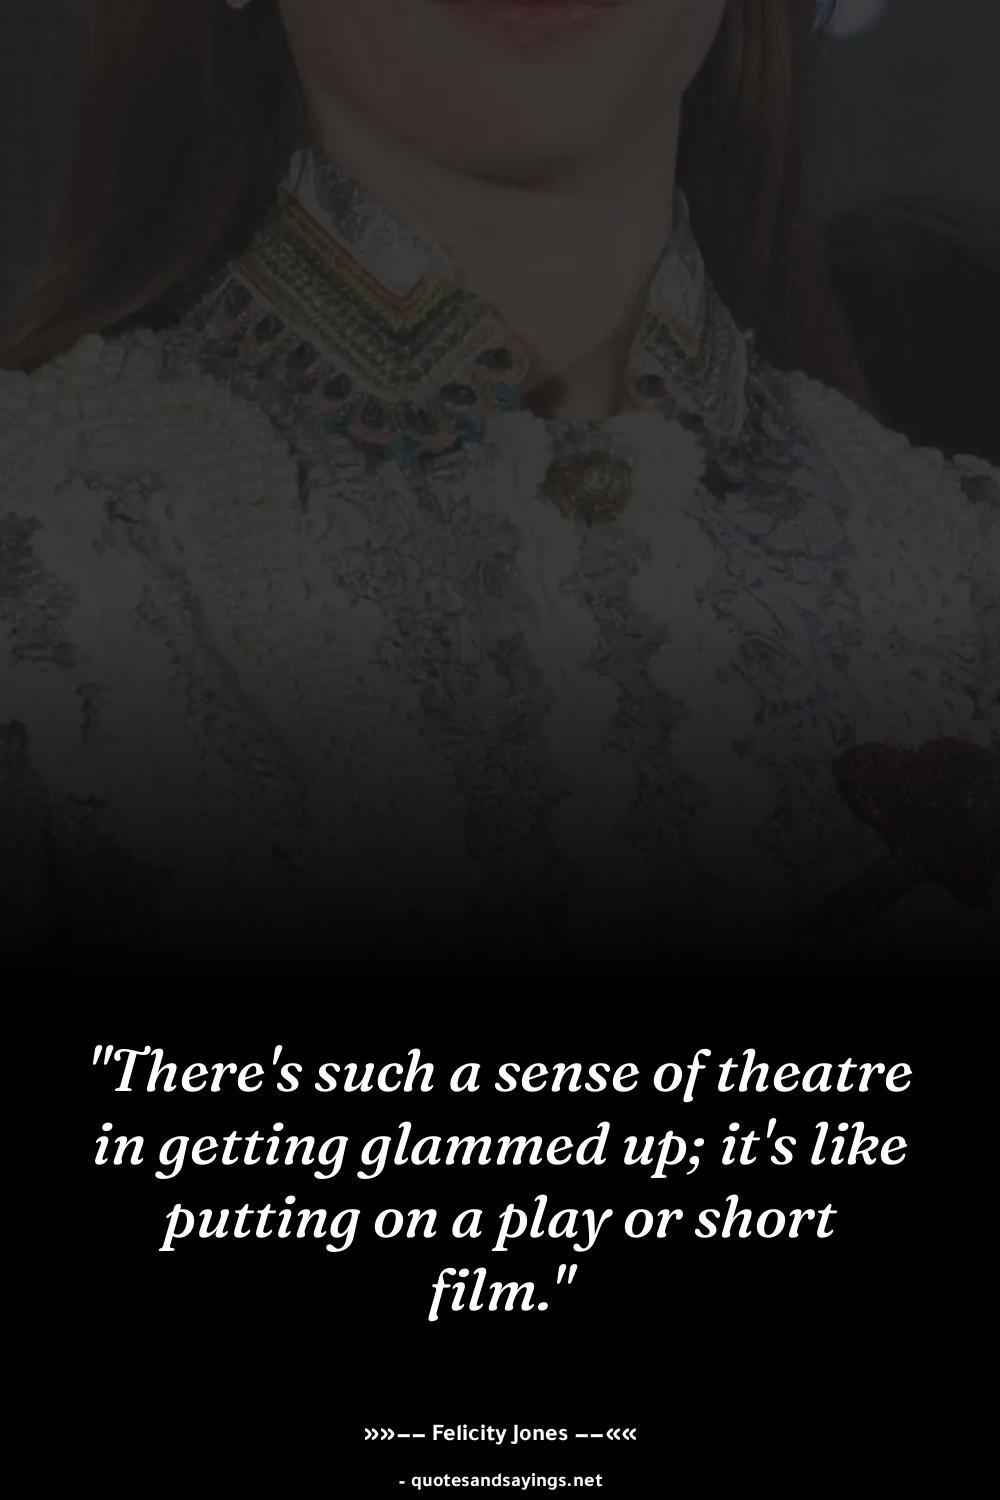 "There's such a sense of theatre
in getting glammed up; it's like
putting on a play or short
film."
»»–– Felicity Jones ––««
- quotesandsayings.net